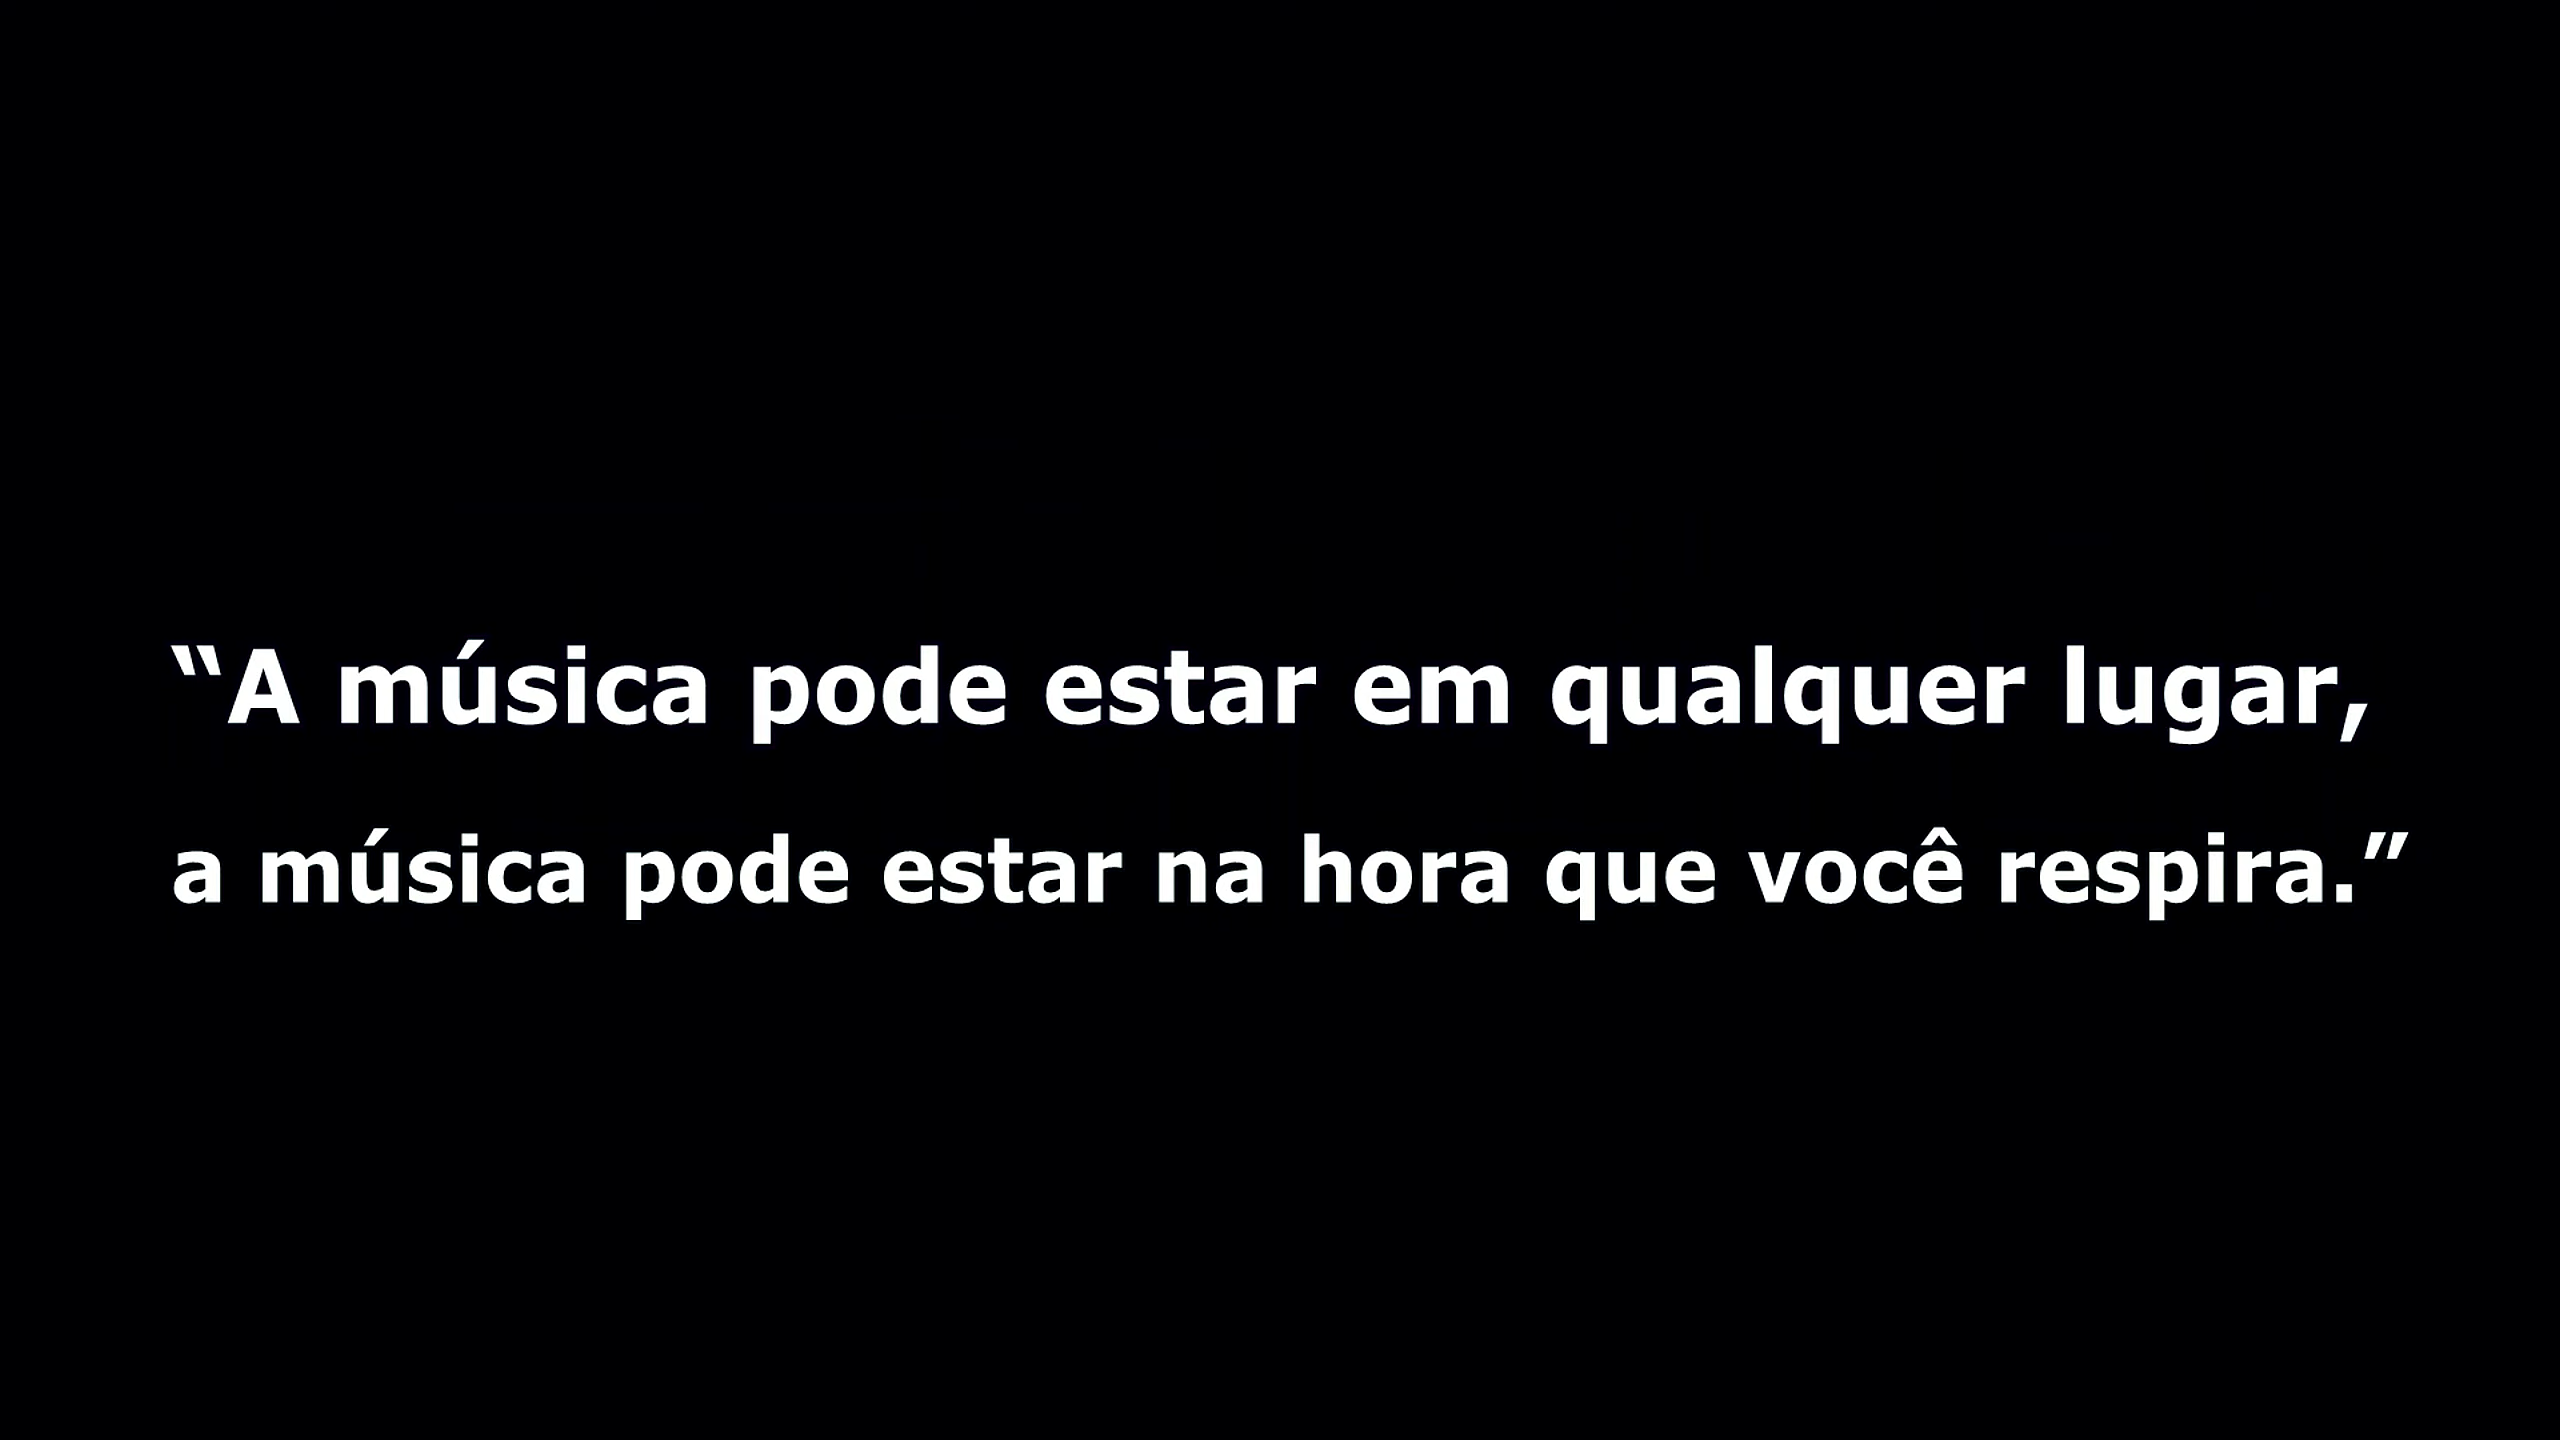 “A música pode estar em qualquer lugar,
a música pode estar na hora que você respira.”